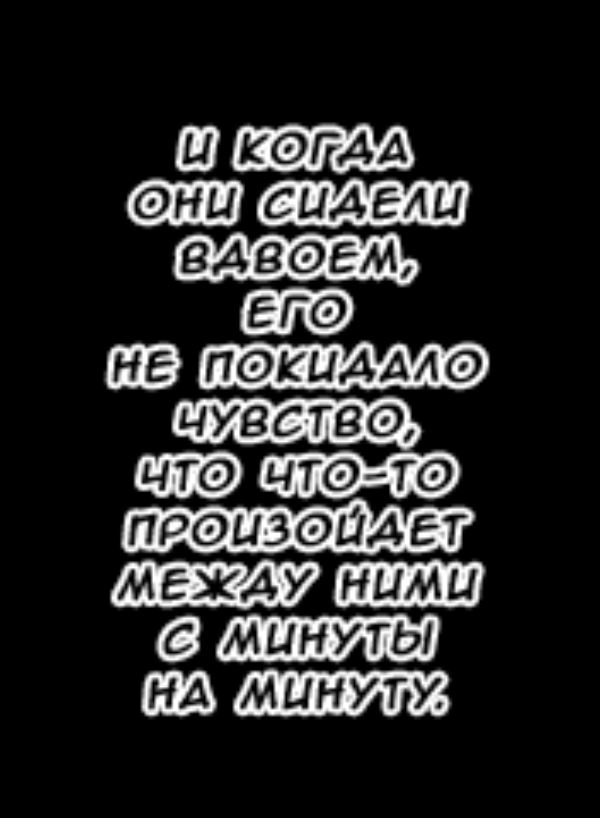 И КОГДА
ОНИ СИДЕЛИ
ВДВОЕМ,
ЕГО
НЕ ПОКИДАЛО
ЧУВСТВО,
ЧТО ЧТО-ТО
ПРОИЗОЙДЕТ
МЕЖДУ НИМИ
С МИНУТЫ
НА МИНУТУ.